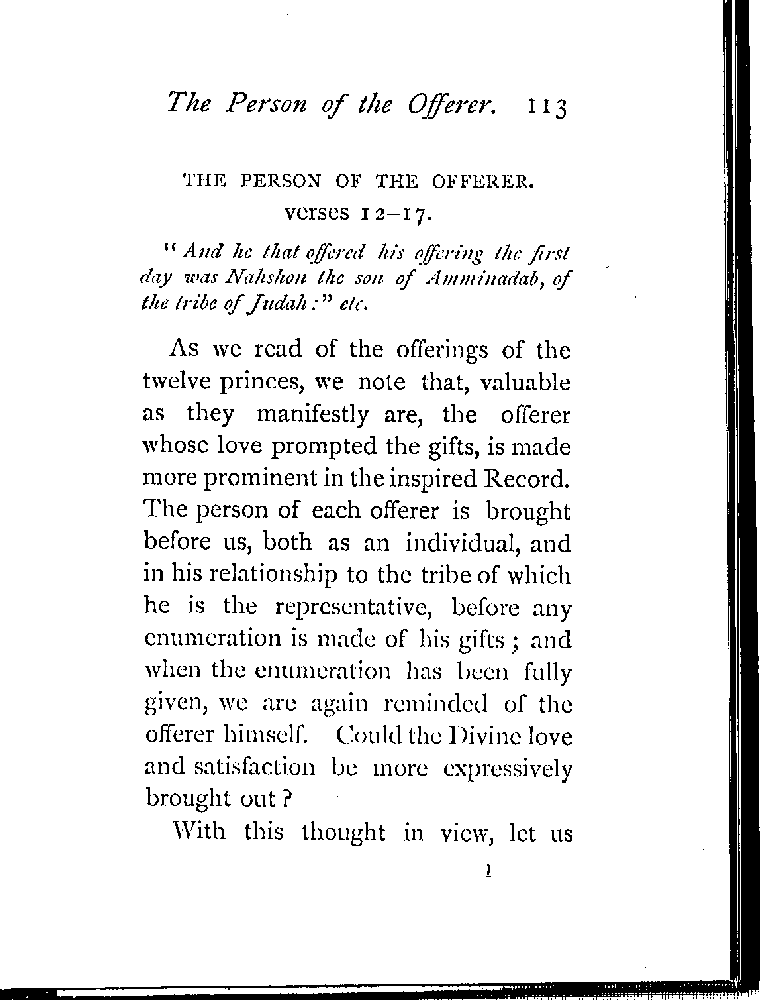 The Person of the Offerer. 113
THE PERSON OF THE OFFERER.
verses 12–17.
“And he that offered his offering the first
day was Nahshon the son of Amminadab, of
the tribe of Judah:” etc.
As we read of the offerings of the
twelve princes, we note that, valuable
as they manifestly are, the offerer
whose love prompted the gifts, is made
more prominent in the inspired Record.
The person of each offerer is brought
before us, both as an individual, and
in his relationship to the tribe of which
he is the representative, before any
enumeration is made of his gifts; and
when the enumeration has been fully
given, we are again reminded of the
offerer himself. Could the Divine love
and satisfaction be more expressively
brought out?
With this thought in view, let us
I